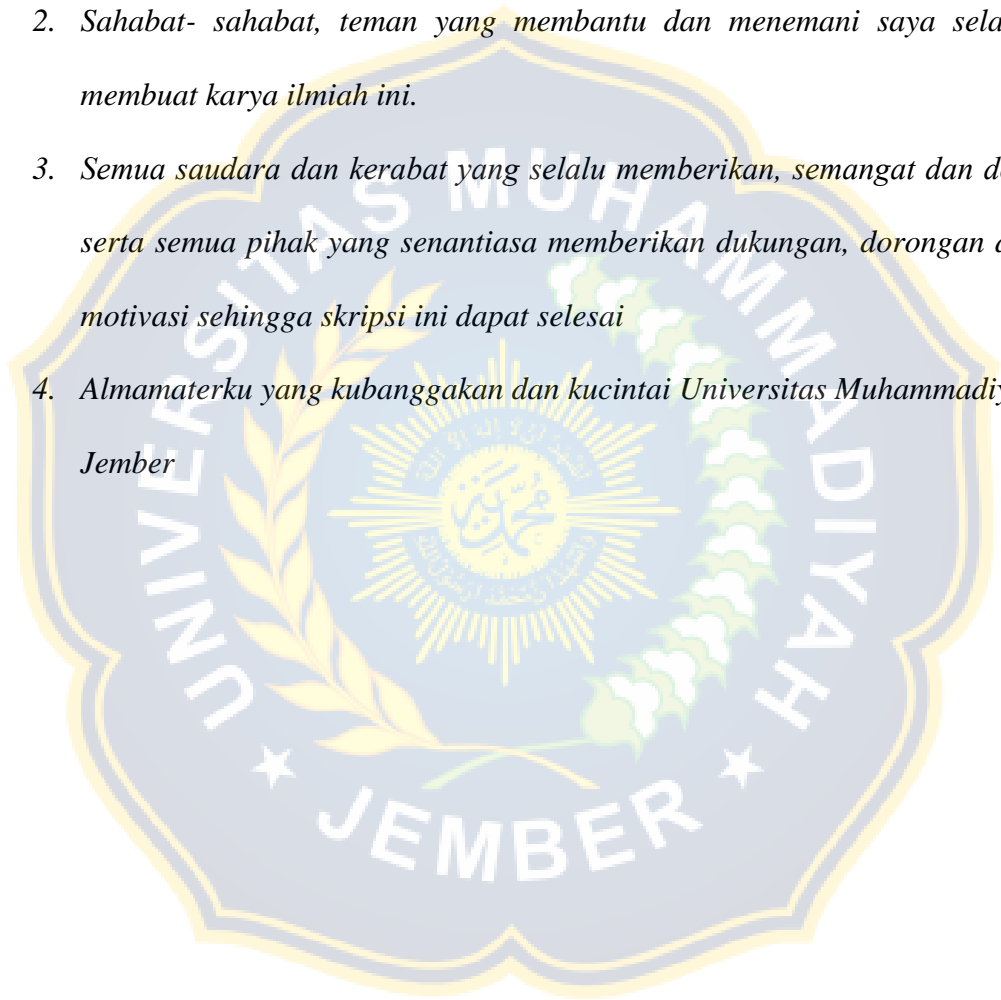 2. Sahabat- sahabat, teman yang membantu dan menemani saya
membuat karya ilmiah ini.
3. Semua saudara dan kerabat yang selalu memberikan, semangat dan
serta semua pihak yang senantiasa memberikan dukungan, dorongan
motivasi sehingga skripsi ini dapat selesai
4. Almamaterku yang kubanggakan dan kucintai Universitas
Jember
UNIVERSITAS MUHAMMADIYAH
JEMBER